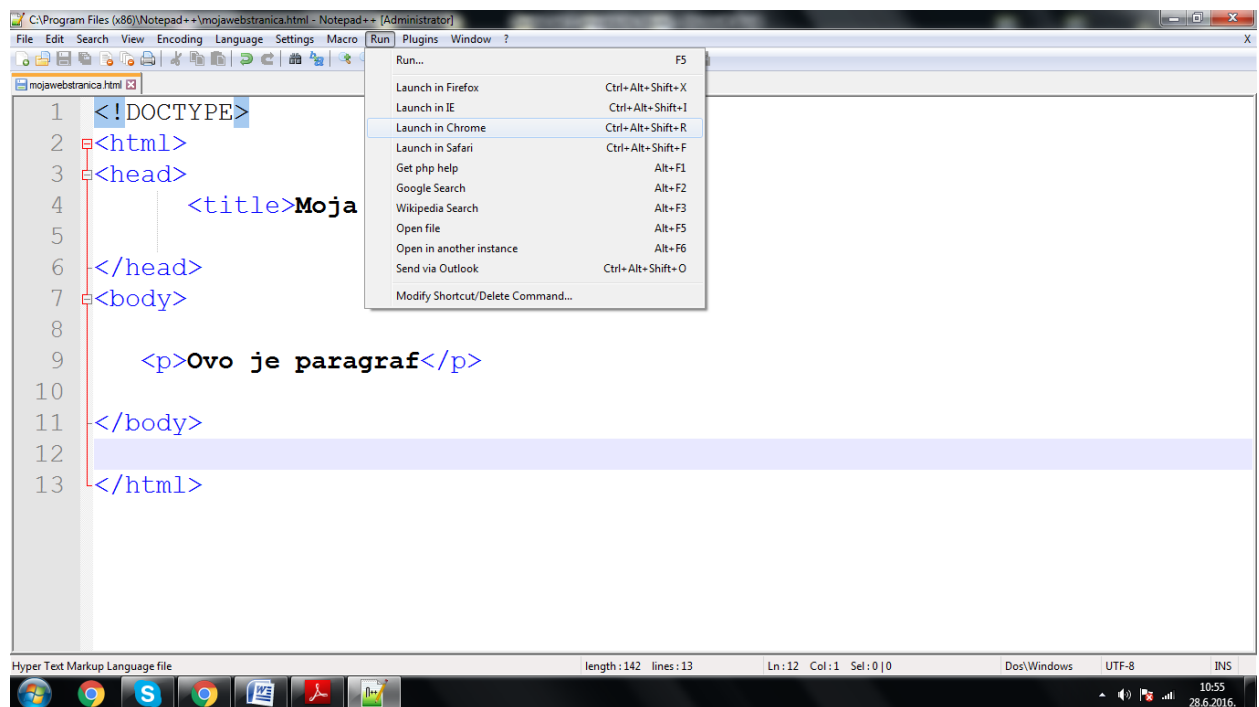 C:\Program Files (x86)\Notepad++\mojawebstranica.html - Notepad++ [Administrator]
File Edit Search View Encoding Language Settings Macro Run Plugins Window ? X
mojawebstranica.html
Run... F5
Launch in Firefox Ctrl+Alt+Shift+X
Launch in IE Ctrl+Alt+Shift+I
Launch in Chrome Ctrl+Alt+Shift+R
Launch in Safari Ctrl+Alt+Shift+F
Get php help Alt+F1
Google Search Alt+F2
Wikipedia Search Alt+F3
Open file Alt+F5
Open in another instance Alt+F6
Send via Outlook Ctrl+Alt+Shift+O
Modify Shortcut/Delete Command...
1 <!DOCTYPE>
2 <html>
3 <head>
4 <title>Moja
5
6 </head>
7 <body>
8
9 <p>Ovo je paragraf</p>
10
11 </body>
12
13 </html>
Hyper Text Markup Language file length : 142 lines : 13 Ln : 12 Col : 1 Sel : 0 | 0 Dos\Windows UTF-8 INS
10:55
28.6.2016.